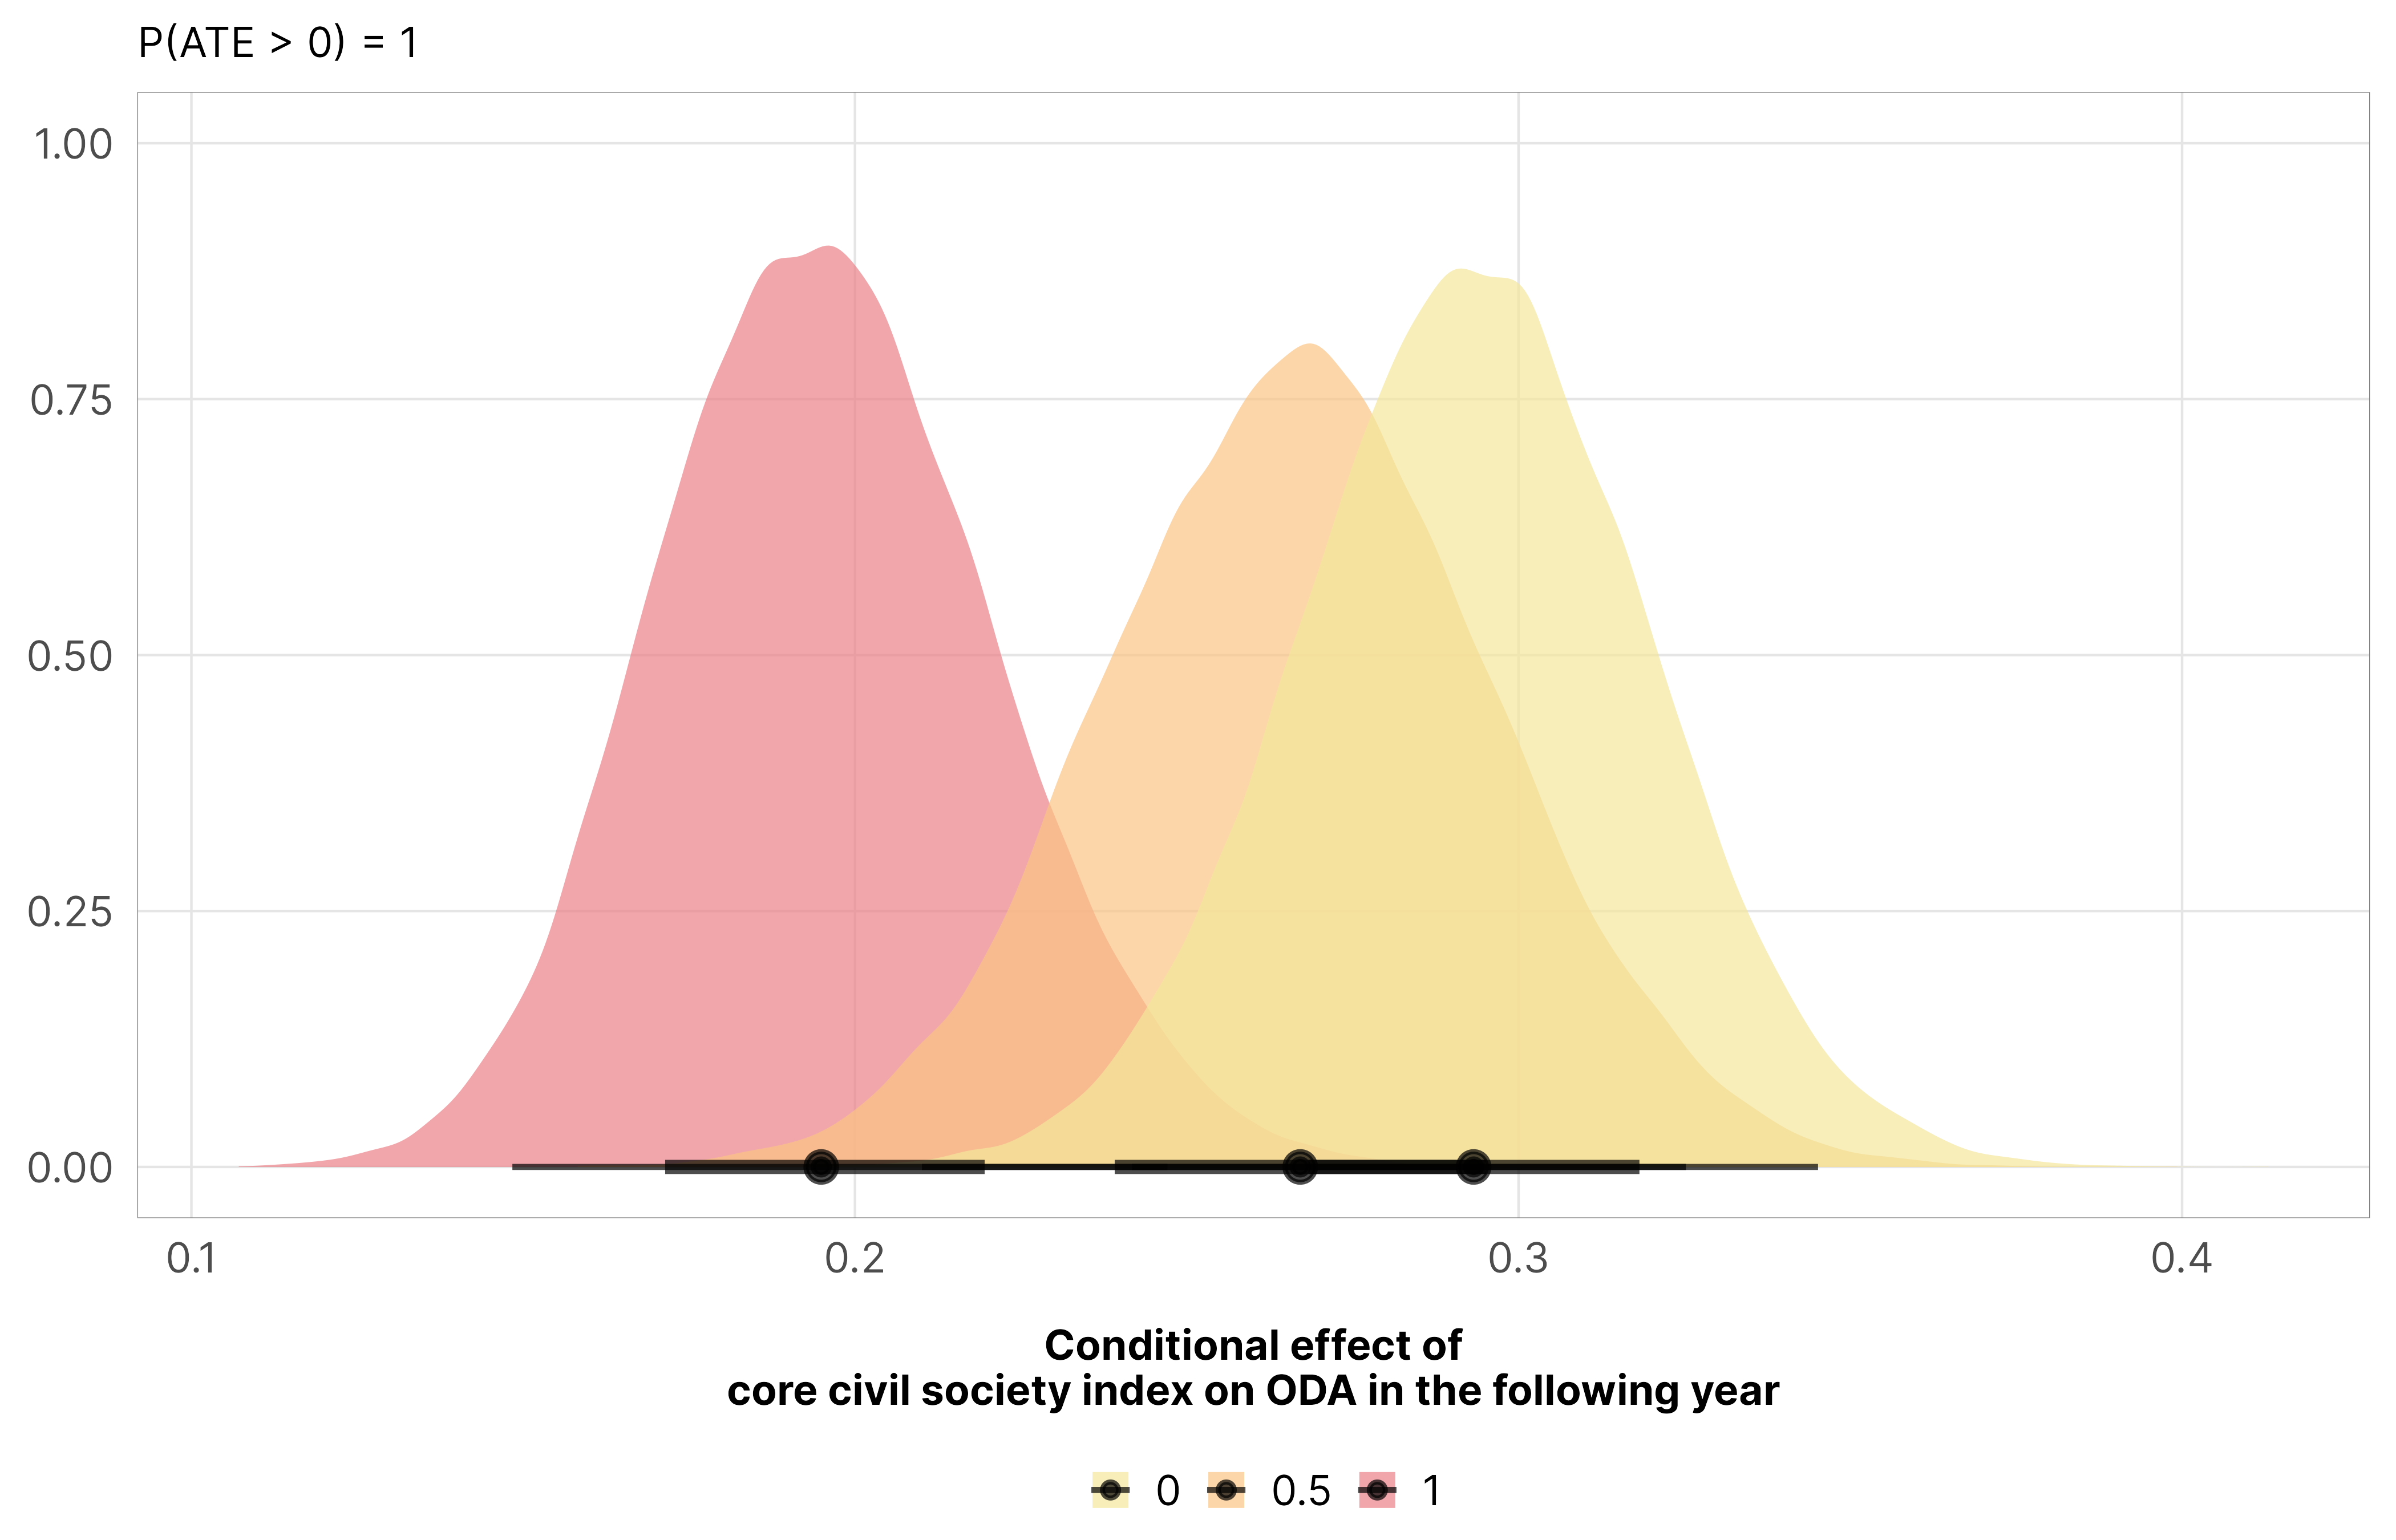 P(ATE > 0) = 1
1.00
0.75
0.50
0.25
0.00
0.1 0.2 0.3 0.4
Conditional effect of
core civil society index on ODA in the following year
0 0.5 1